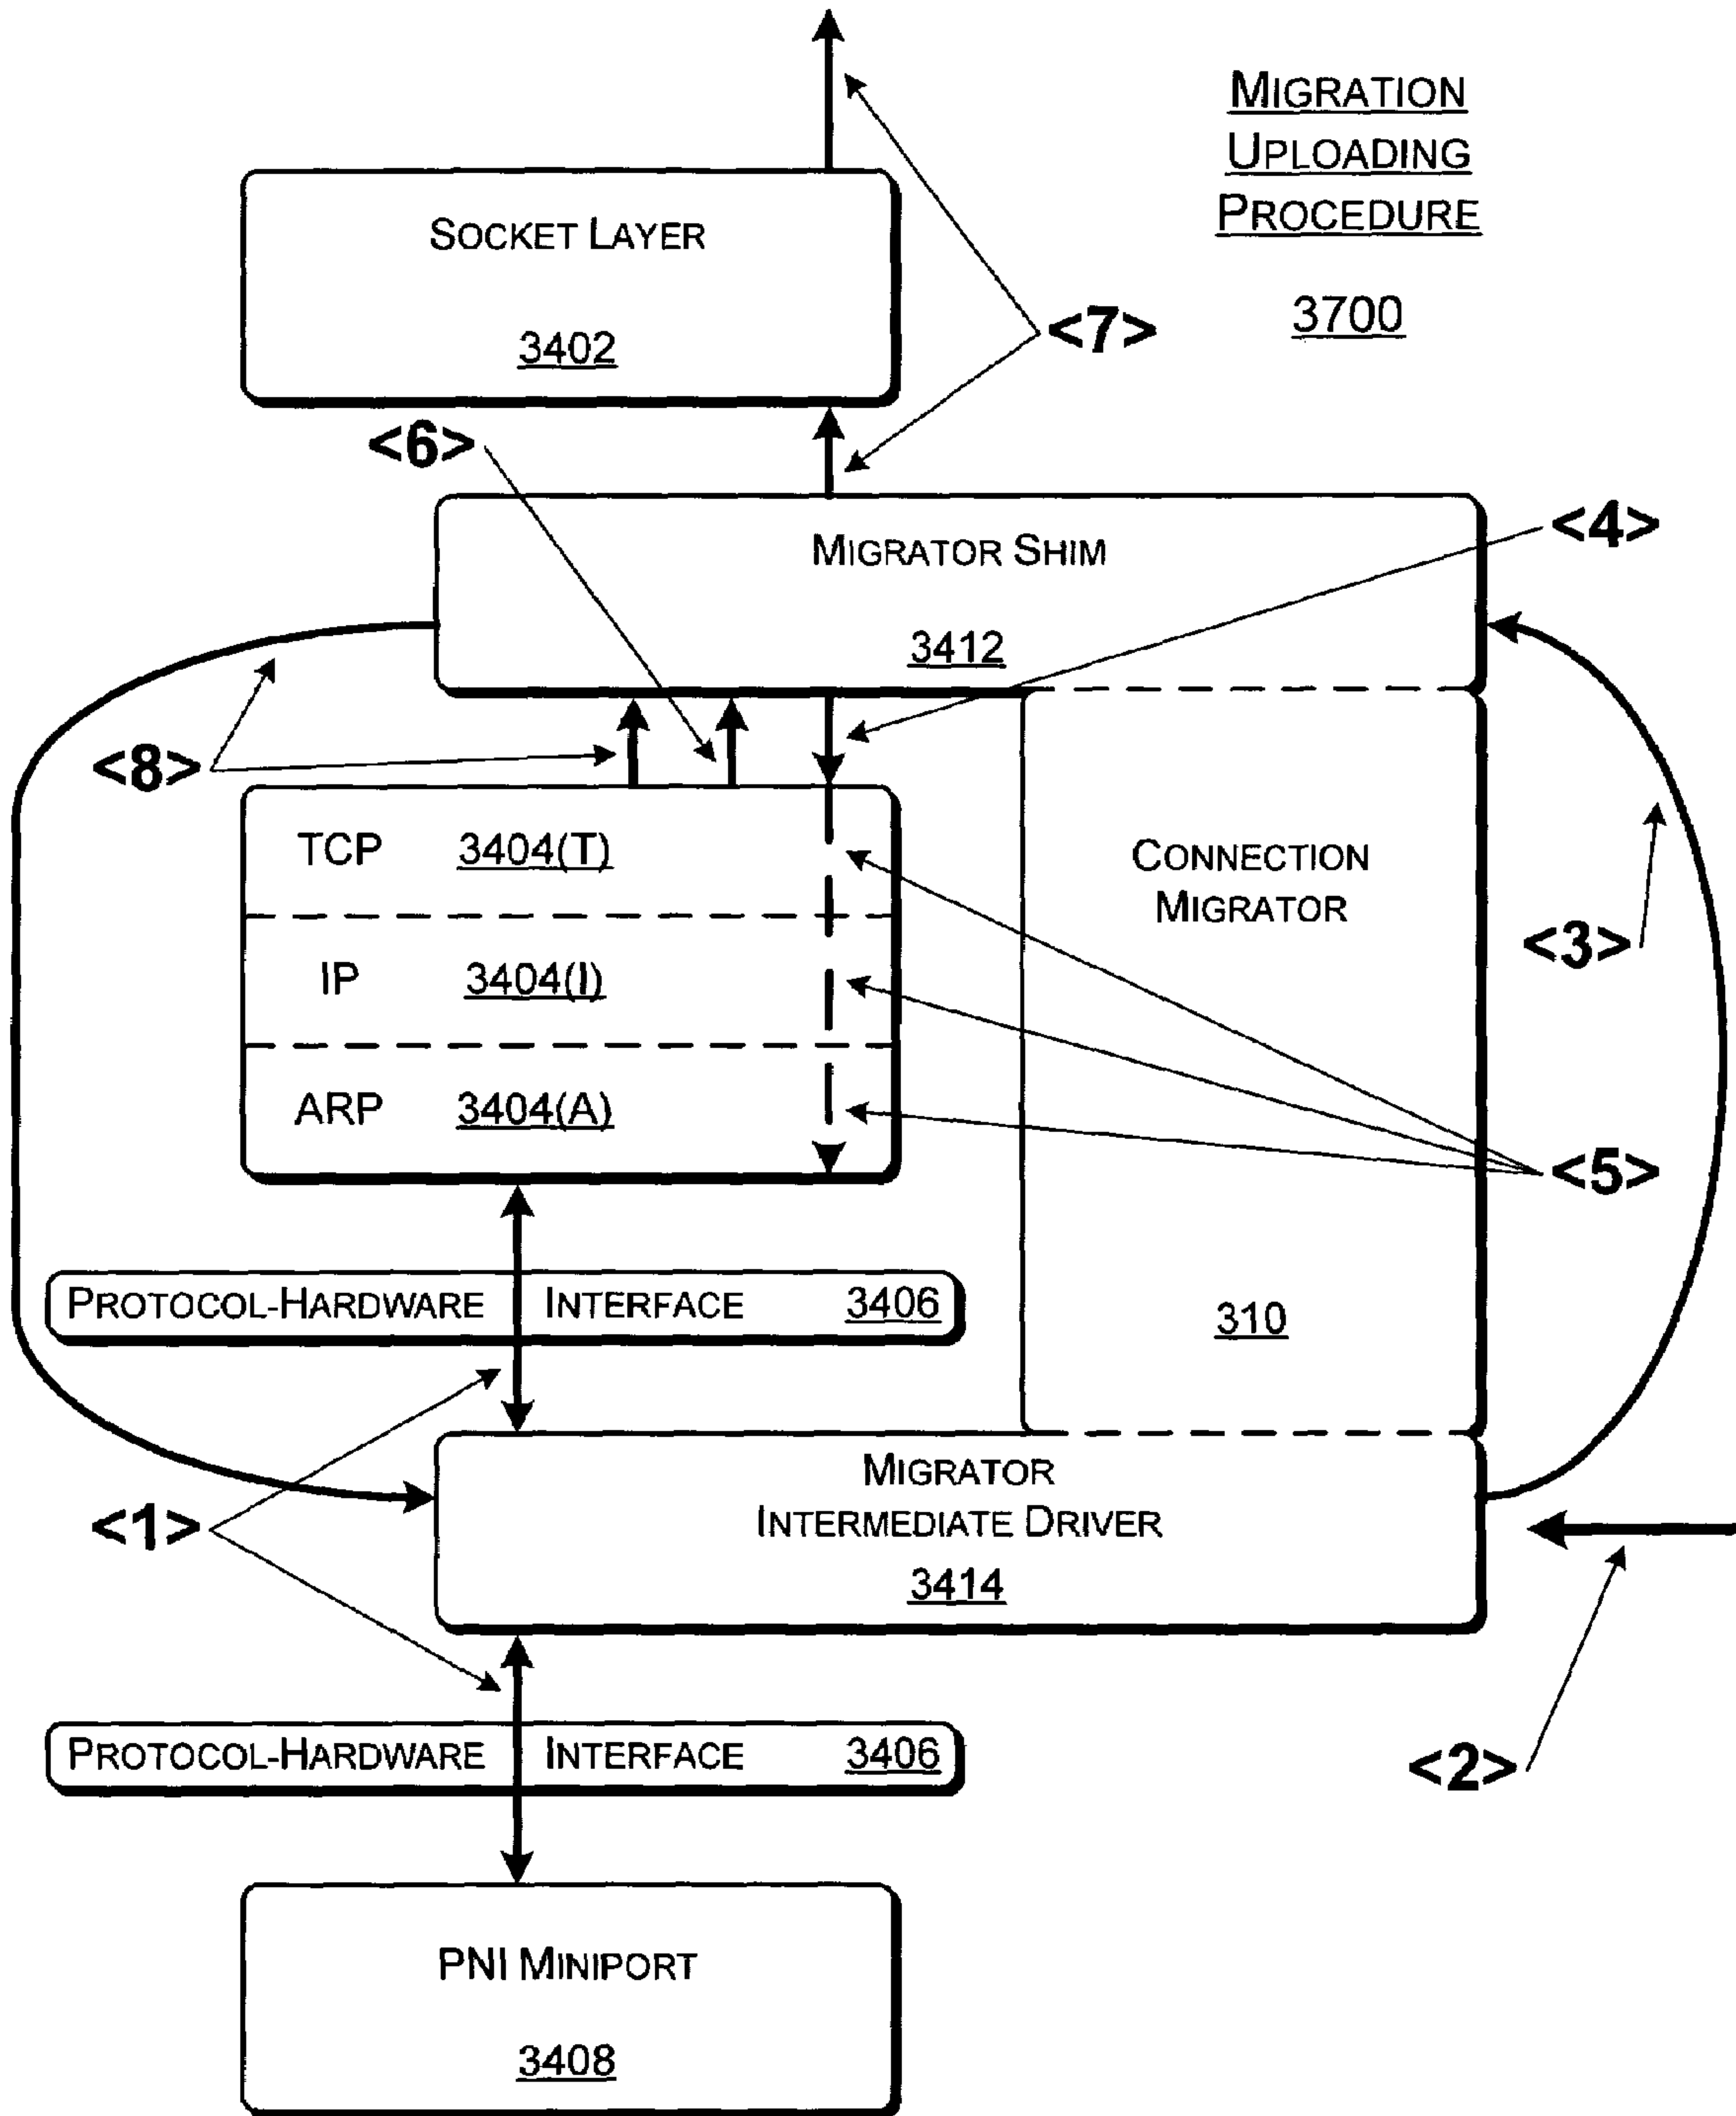 MIGRATION
UPLOADING
PROCEDURE
3700
SOCKET LAYER
3402
<7>
<6>
MIGRATOR SHIM
3412
<4>
<8>
TCP 3404(T)
IP 3404(I)
ARP 3404(A)
CONNECTION
MIGRATOR
310
<3>
<5>
PROTOCOL-HARDWARE INTERFACE 3406
<1>
MIGRATOR
INTERMEDIATE DRIVER
3414
<2>
PROTOCOL-HARDWARE INTERFACE 3406
PNI MINIPORT
3408